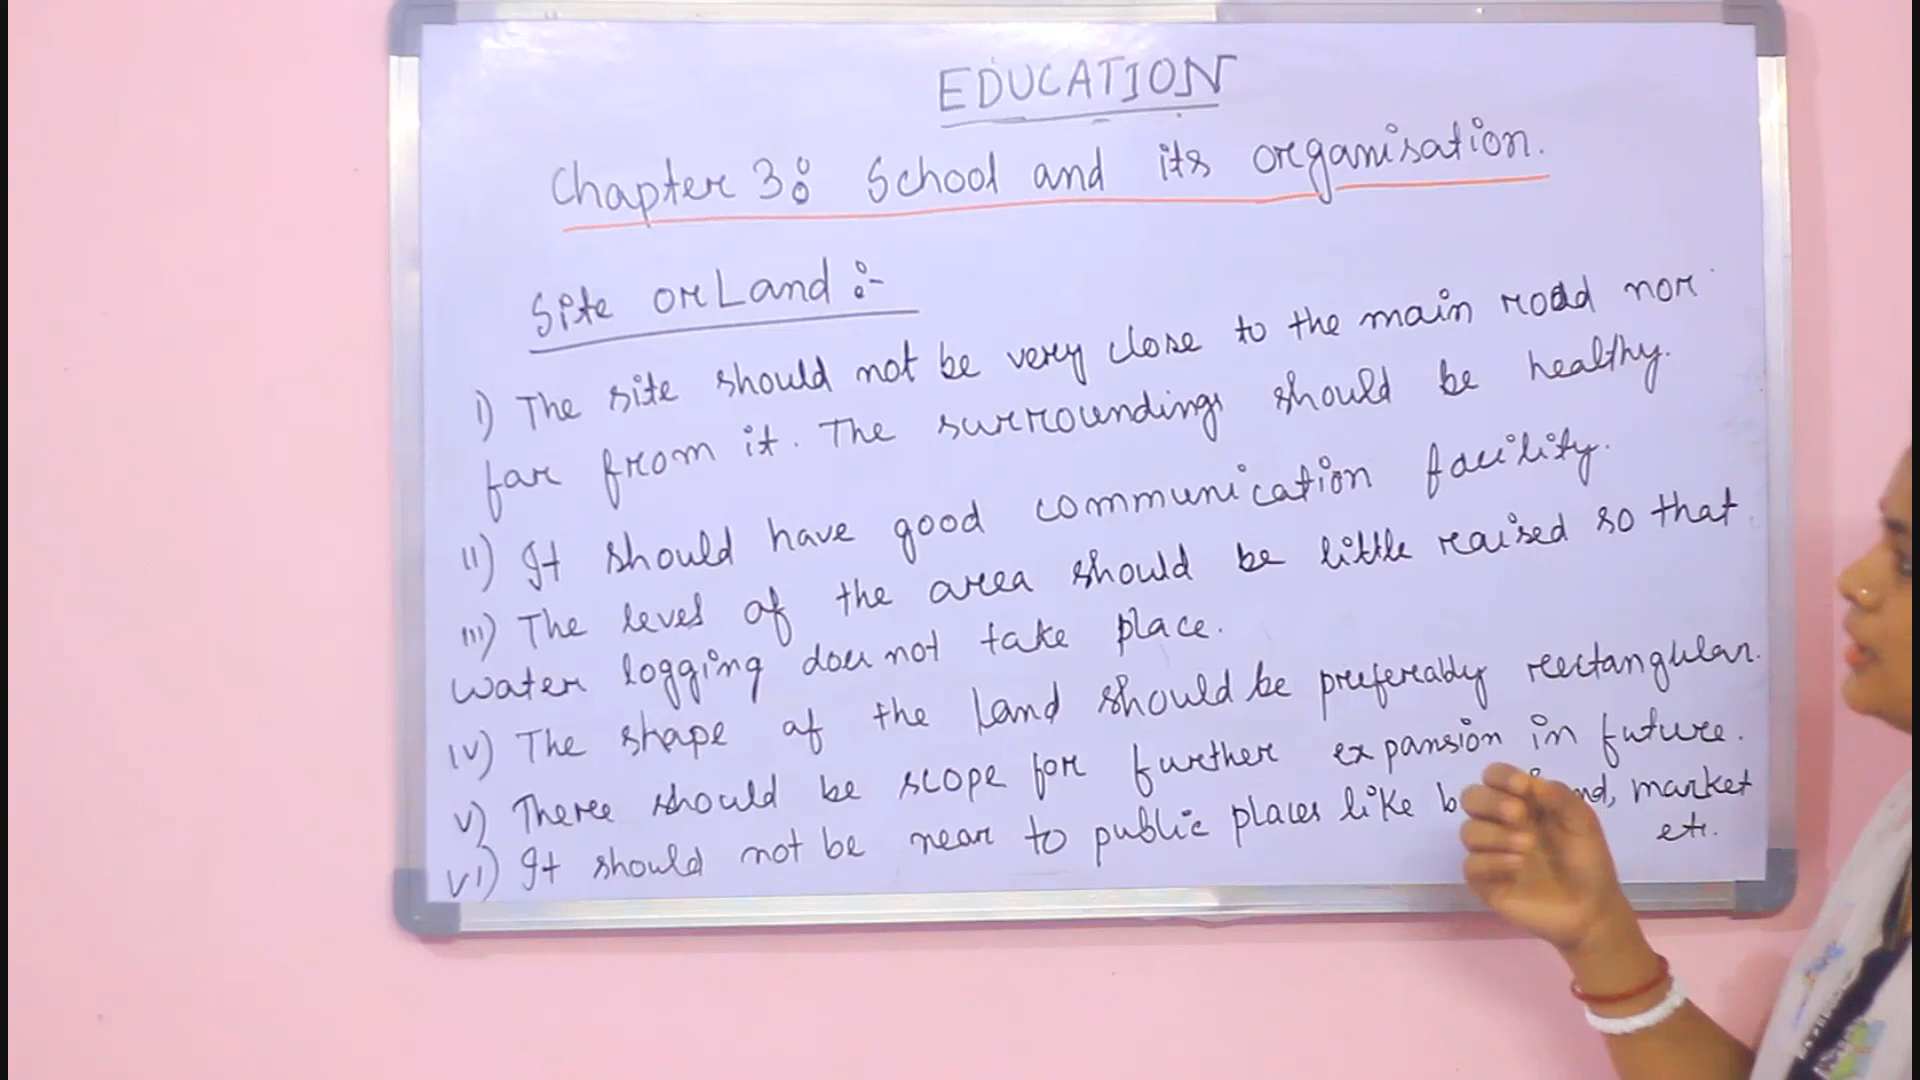 EDUCATION
Chapter 3: School and its organisation.
Site or Land :-
i) The site should not be very close to the main road nor
far from it. The surroundings should be healthy.
ii) It should have good communication facility.
iii) The level of the area should be little raised so that
water logging does not take place.
iv) The shape of the land should be preferably rectangular.
v) There should be scope for further expansion in future.
vi) It should not be near to public places like market
etc.